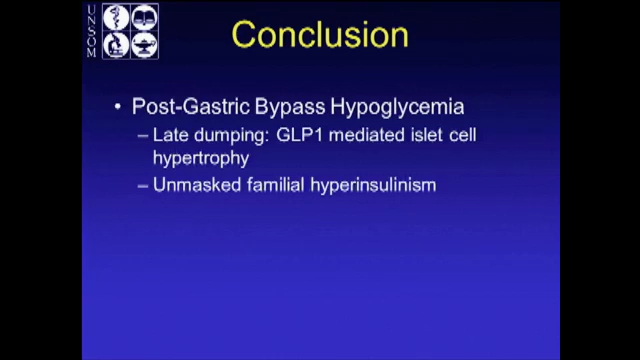 UNSOM
Conclusion
• Post-Gastric Bypass Hypoglycemia
– Late dumping: GLP1 mediated islet cell
hypertrophy
– Unmasked familial hyperinsulinism